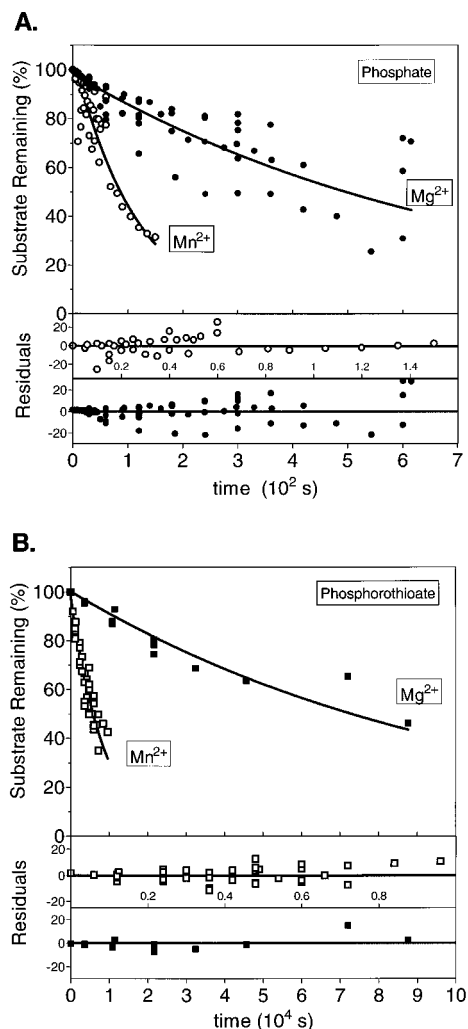 A.
100
80
60
40
20
0
Substrate Remaining (%)
Phosphate
Mg2+
Mn2+
20
0
Residuals
0.2 0.4 0.6 0.8 1 1.2 1.4
20
0
-20
0 1 2 3 4 5 6 7
time (10² s)
B.
100
80
60
40
20
0
Substrate Remaining (%)
Phosphorothioate
Mg2+
Mn2+
20
0
Residuals
0.2 0.4 0.6 0.8
0
-20
0 1 2 3 4 5 6 7 8 9 10
time (10⁴ s)